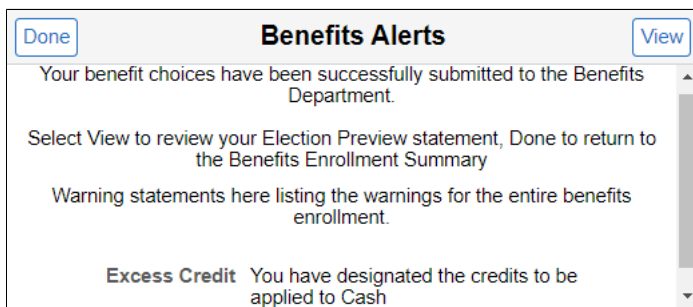 Done Benefits Alerts View
Your benefit choices have been successfully submitted to the Benefits
Department.
Select View to review your Election Preview statement, Done to return to
the Benefits Enrollment Summary
Warning statements here listing the warnings for the entire benefits
enrollment.
Excess Credit You have designated the credits to be
applied to Cash